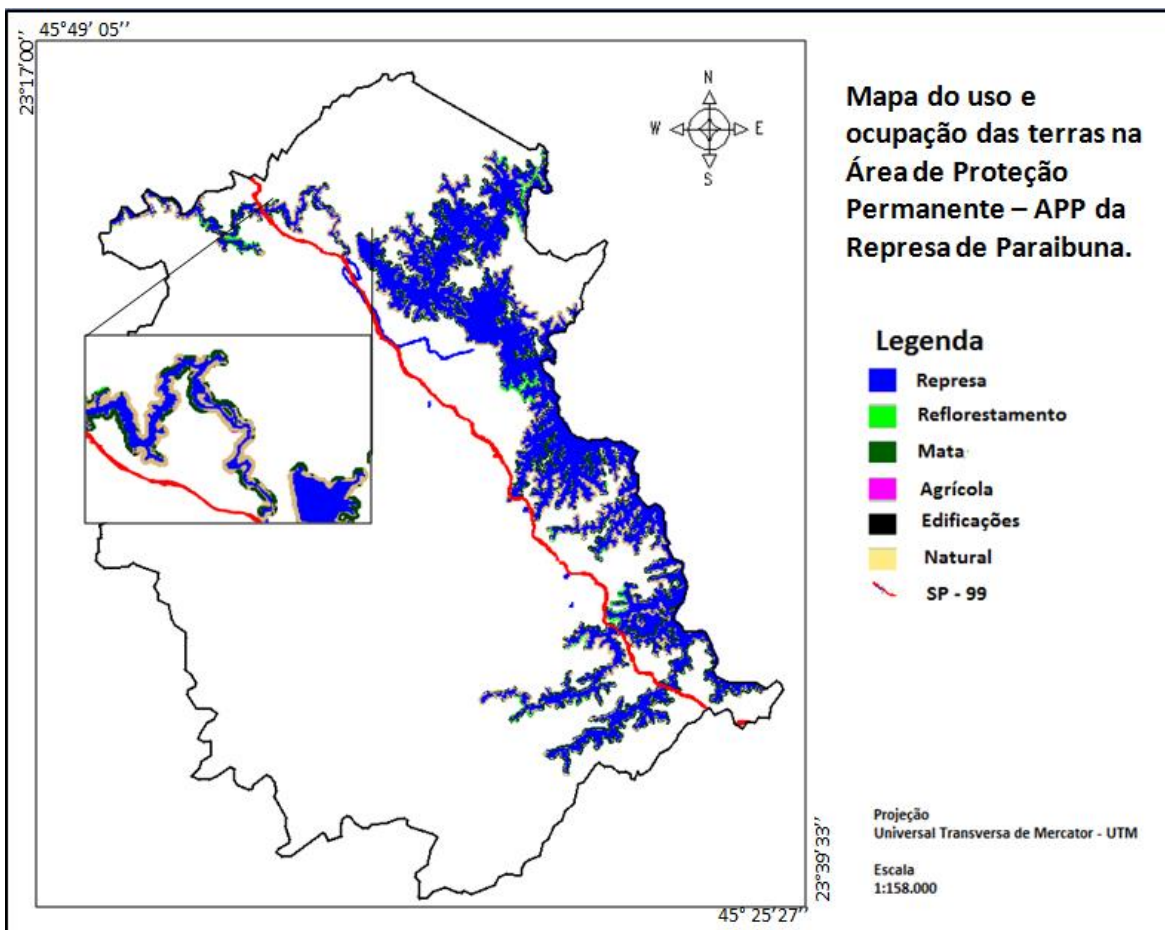 45°49' 05''
23°17'00''
N
W
E
S
Mapa do uso e
ocupação das terras na
Área de Proteção
Permanente – APP da
Represa de Paraibuna.
Legenda
Represa
Reflorestamento
Mata
Agrícola
Edificações
Natural
SP - 99
Projeção
Universal Transversa de Mercator - UTM
Escala
1:158.000
23°39'33''
45° 25'27''